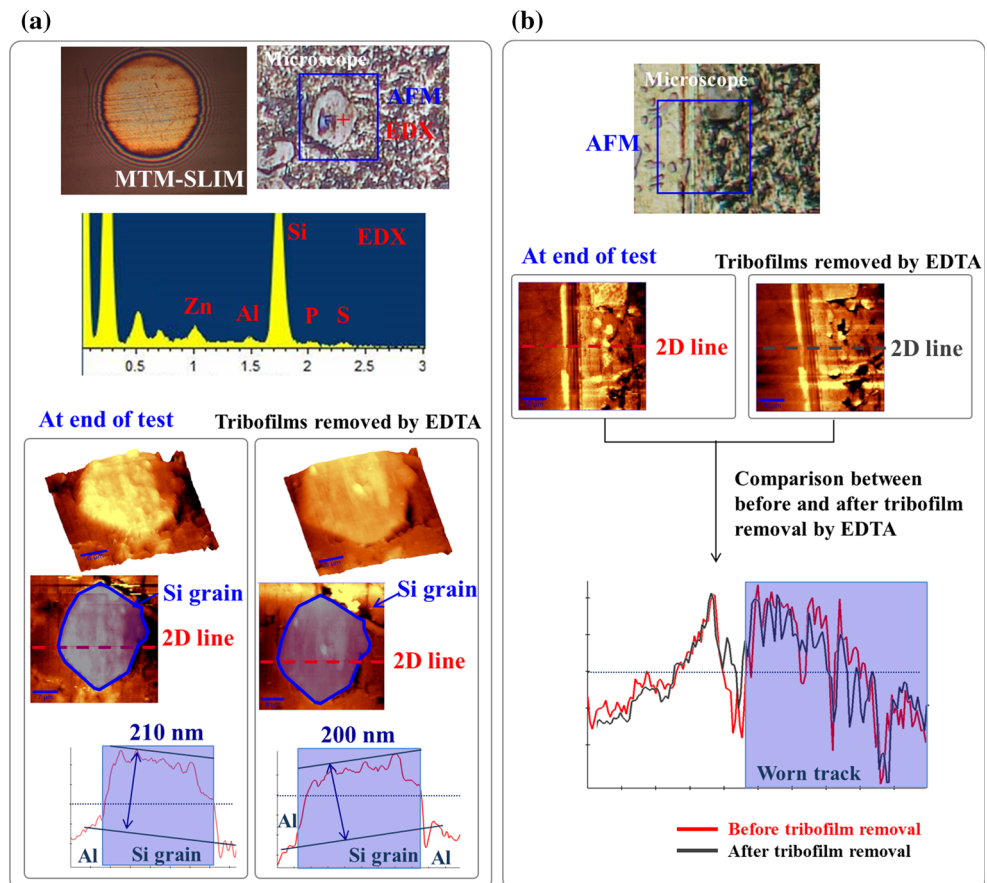 (a)
MTM-SLIM
Microscope
AFM
EDX
Si
EDX
Zn
Al
P
S
0.5
1
1.5
2
2.5
3
At end of test
Tribofilms removed by EDTA
Si grain
2D line
2D line
210 nm
200 nm
Al
Si grain
Al
Si grain
Al
(b)
Microscope
AFM
At end of test
Tribofilms removed by EDTA
2D line
2D line
Comparison between
before and after tribofilm
removal by EDTA
Worn track
Before tribofilm removal
After tribofilm removal